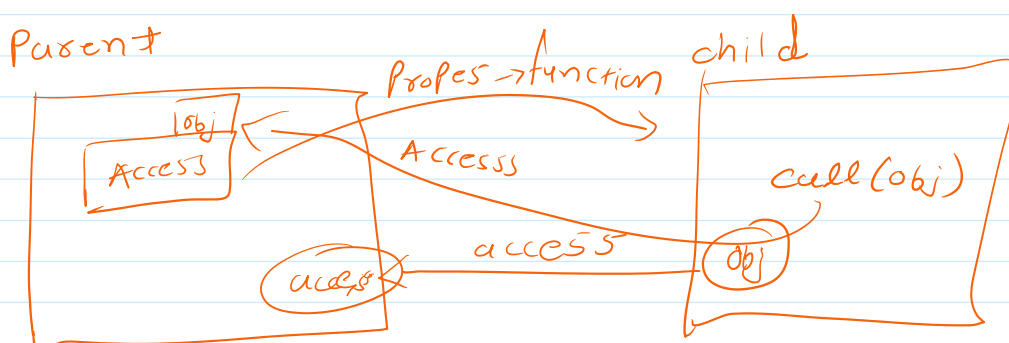 Parent
child
Propes → function
obj
Access
Accesss
call (obj)
access
obj
acces